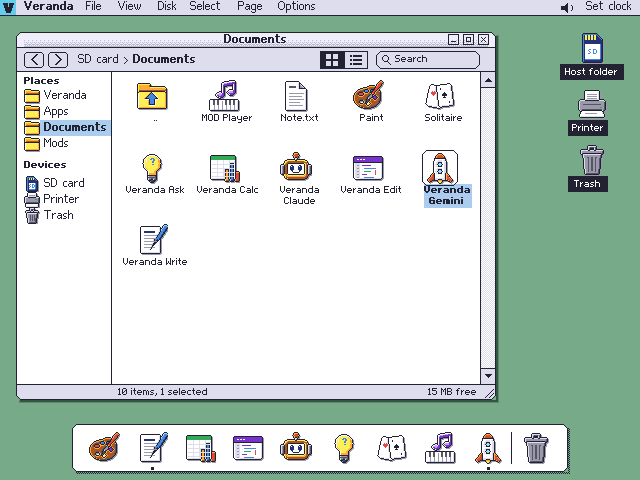 Veranda File View Disk Select Page Options Set clock
Documents
SD card > Documents
Search
Places
Veranda
Apps
Documents
Mods
Devices
SD card
Printer
Trash
..
MOD Player
Note.txt
Paint
Solitaire
Veranda Ask
Veranda Calc
Veranda
Claude
Veranda Edit
Veranda
Gemini
Veranda Write
10 items, 1 selected
15 MB free
SD
Host folder
Printer
Trash